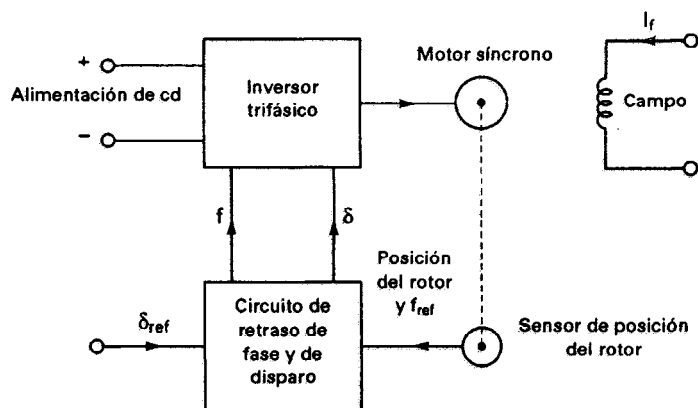 I_f
Motor síncrono
+
Alimentación de cd
−
Inversor
trifásico
Campo
f
δ
Posición
del rotor
y f_ref
δ_ref
Circuito de
retraso de
fase y de
disparo
Sensor de posición
del rotor